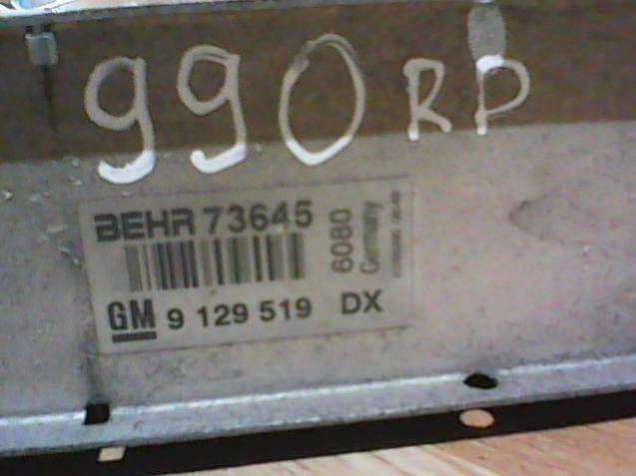 990 RP
BEHR 73645
6080
Germany
GM 9 129 519 DX